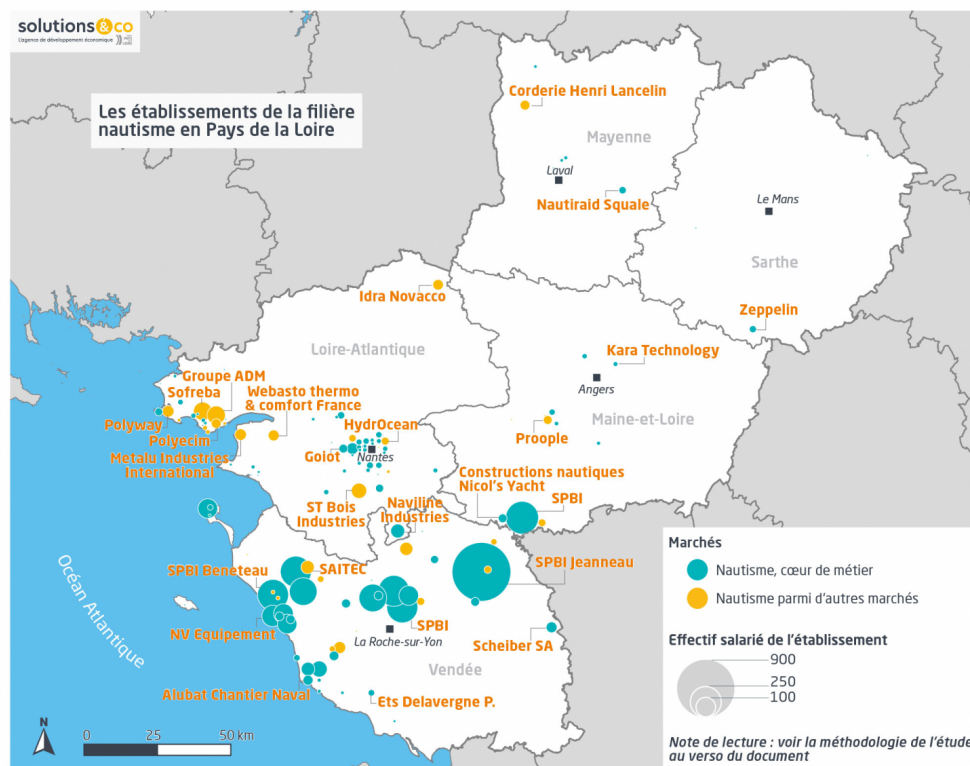 solutions&co
L'agence de développement économique
Les établissements de la filière
nautisme en Pays de la Loire
Corderie Henri Lancelin
Mayenne
Laval
Nautiraid Squale
Le Mans
Sarthe
Idra Novacco
Zeppelin
Loire-Atlantique
Kara Technology
Groupe ADM
Sofreba
Webasto thermo
& comfort France
Angers
Maine-et-Loire
Polyway
Polyecim
HydrOcean
Proople
Metalu Industries
International
Goiot
Nantes
Constructions nautiques
Nicol's Yacht
SPBI
ST Bois
Industries
Naviline
Industries
SPBI Jeanneau
SPBI Beneteau
SAITEC
NV Equipement
SPBI
La Roche-sur-Yon
Scheiber SA
Vendée
Alubat Chantier Naval
Ets Delavergne P.
Océan Atlantique
N
0 25 50 km
Marchés
Nautisme, cœur de métier
Nautisme parmi d'autres marchés
Effectif salarié de l'établissement
900
250
100
Note de lecture : voir la méthodologie de l'étude
au verso du document